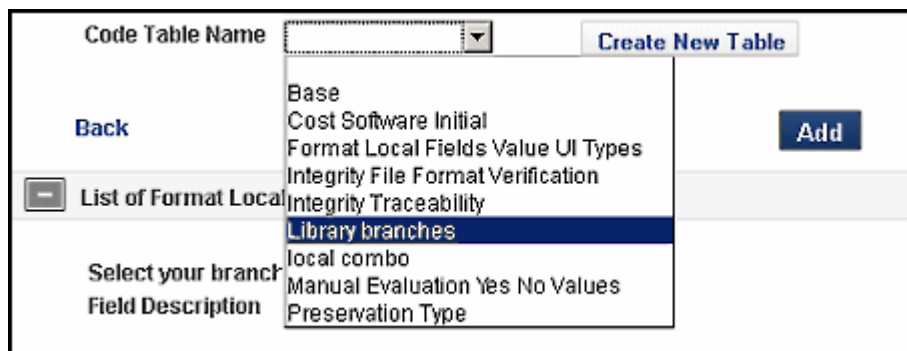 Code Table Name
Create New Table
Base
Cost Software Initial
Format Local Fields Value UI Types
Integrity File Format Verification
Integrity Traceability
Library branches
local combo
Manual Evaluation Yes No Values
Preservation Type
Back
Add
List of Format Local
Select your branch
Field Description